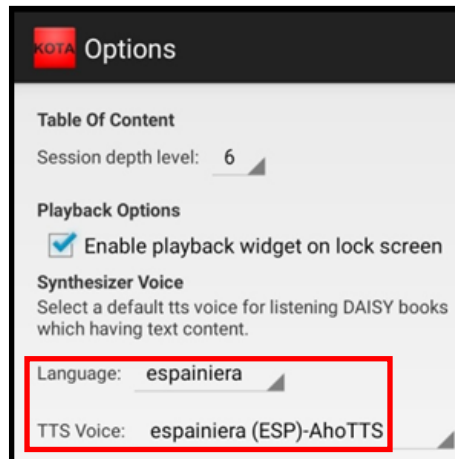 KOTA Options
Table Of Content
Session depth level: 6
Playback Options
Enable playback widget on lock screen
Synthesizer Voice
Select a default tts voice for listening DAISY books
which having text content.
Language: espainiera
TTS Voice: espainiera (ESP)-AhoTTS